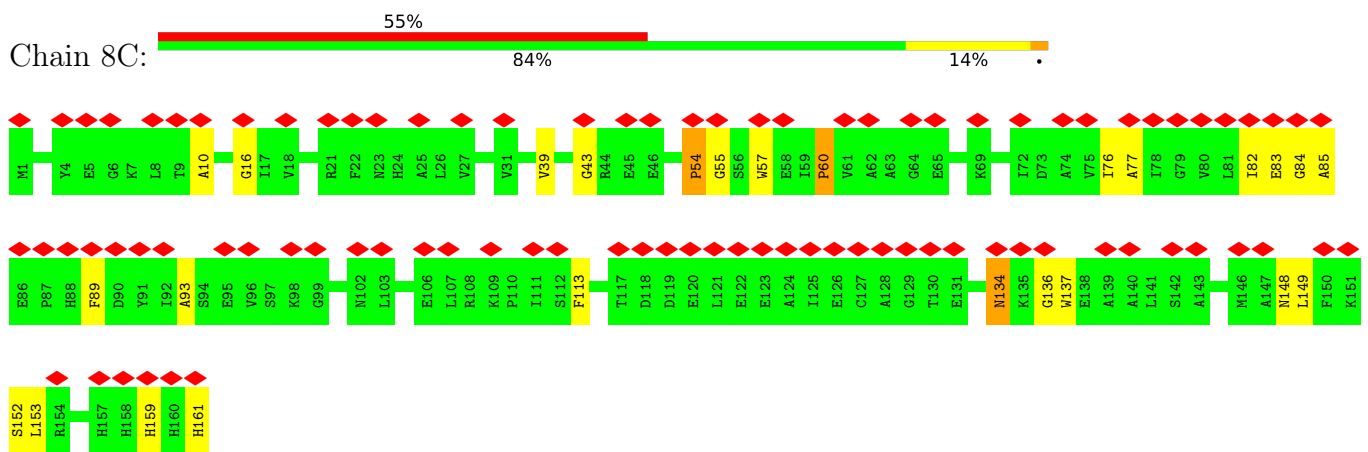 55%
Chain 8C:
84% 14% •
M1 Y4 E5 G6 K7 L8 T9 A10 G16 I17 V18 R21 F22 N23 H24 A25 L26 V27 V31 V39 G43 R44 E45 E46 P54 G55 S56 W57 E58 I59 P60 V61 A62 A63 G64 E65 K69 I72 D73 A74 V75 I76 A77 I78 G79 V80 L81 I82 E83 G84 A85
E86 P87 H88 F89 D90 Y91 I92 A93 S94 E95 V96 S97 K98 G99 N102 L103 E106 L107 R108 K109 P110 I111 S112 F113 T117 D118 D119 E120 L121 E122 E123 A124 I125 E126 C127 A128 G129 T130 E131 N134 K135 G136 W137 E138 A139 A140 L141 S142 A143 M146 A147 N148 L149 F150 K151
S152 L153 R154 H157 H158 H159 H160 H161